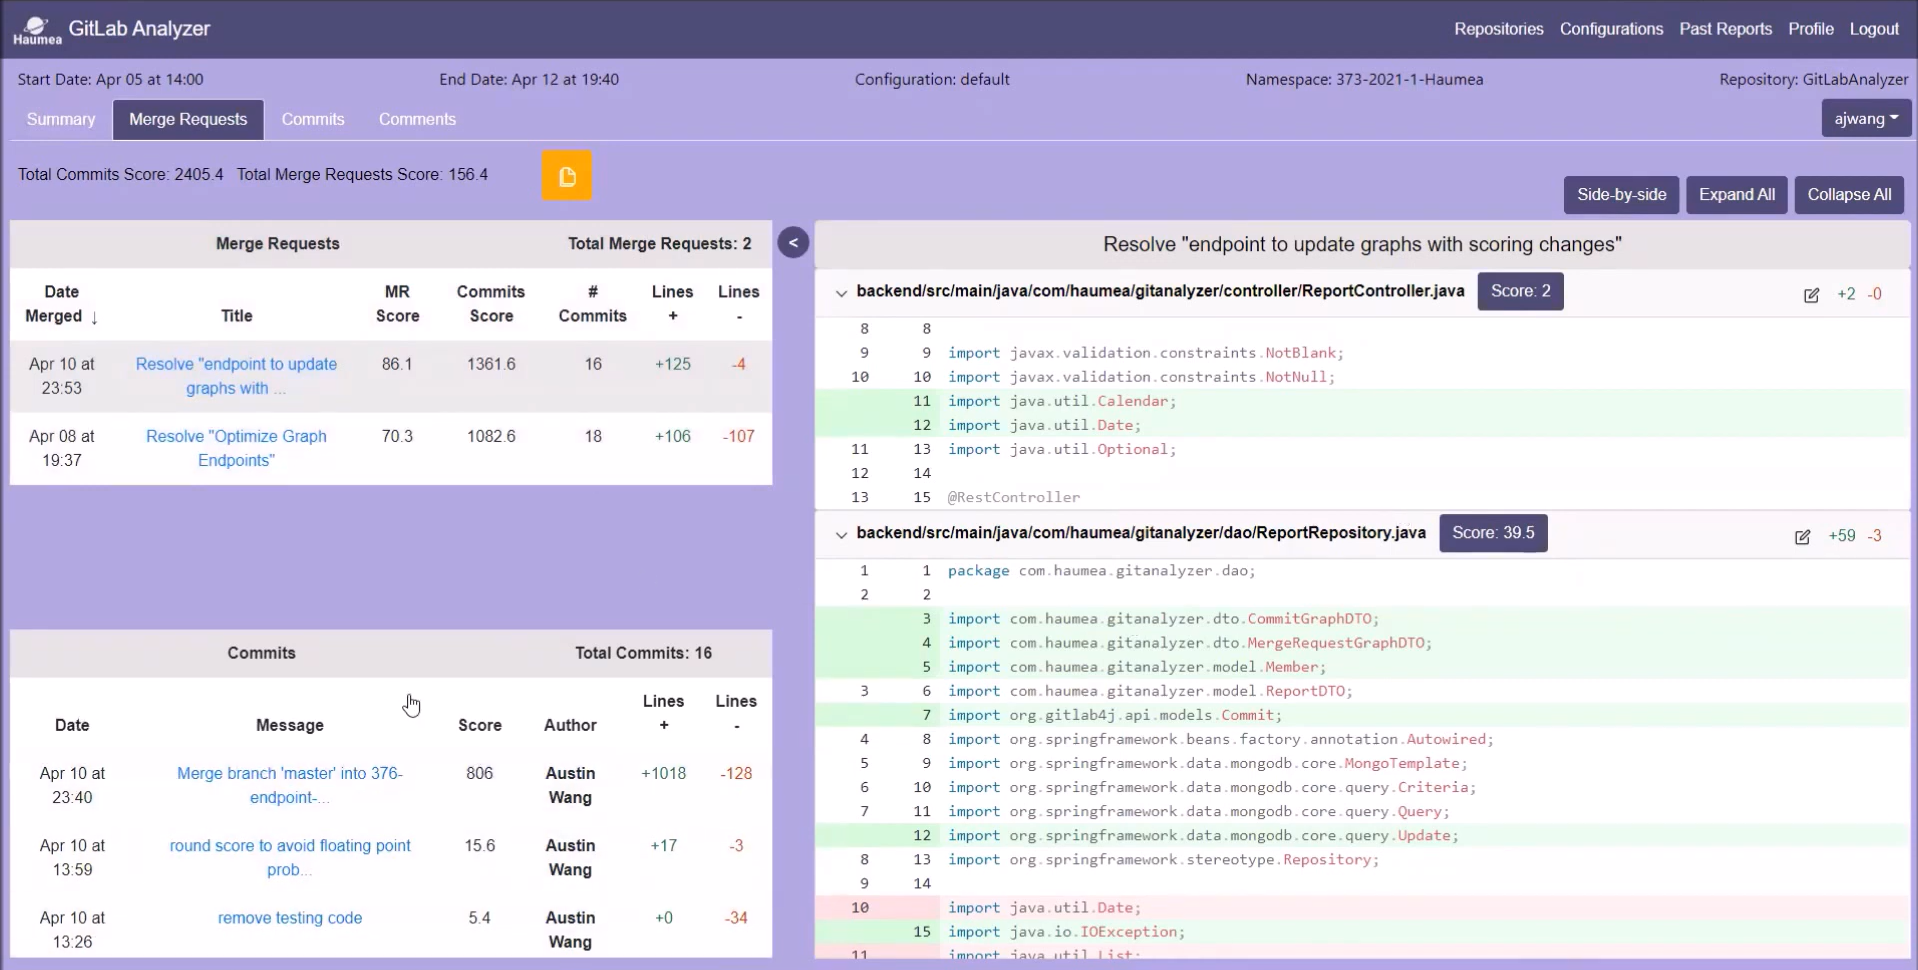 Haumea GitLab Analyzer Repositories Configurations Past Reports Profile Logout
Start Date: Apr 05 at 14:00 End Date: Apr 12 at 19:40 Configuration: default Namespace: 373-2021-1-Haumea Repository: GitLabAnalyzer
Summary Merge Requests Commits Comments ajwang
Total Commits Score: 2405.4 Total Merge Requests Score: 156.4
Side-by-side Expand All Collapse All
Merge Requests Total Merge Requests: 2
Date Merged ↓ Title MR Score Commits Score # Commits Lines + Lines -
Apr 10 at 23:53 Resolve "endpoint to update graphs with ... 86.1 1361.6 16 +125 -4
Apr 08 at 19:37 Resolve "Optimize Graph Endpoints" 70.3 1082.6 18 +106 -107
Commits Total Commits: 16
Date Message Score Author Lines + Lines -
Apr 10 at 23:40 Merge branch 'master' into 376-endpoint-... 806 Austin Wang +1018 -128
Apr 10 at 13:59 round score to avoid floating point prob... 15.6 Austin Wang +17 -3
Apr 10 at 13:26 remove testing code 5.4 Austin Wang +0 -34
<
Resolve "endpoint to update graphs with scoring changes"
backend/src/main/java/com/haumea/gitanalyzer/controller/ReportController.java Score: 2 +2 -0
8 8
9 9 import javax.validation.constraints.NotBlank;
10 10 import javax.validation.constraints.NotNull;
11 import java.util.Calendar;
12 import java.util.Date;
11 13 import java.util.Optional;
12 14
13 15 @RestController
backend/src/main/java/com/haumea/gitanalyzer/dao/ReportRepository.java Score: 39.5 +59 -3
1 1 package com.haumea.gitanalyzer.dao;
2 2
3 import com.haumea.gitanalyzer.dto.CommitGraphDTO;
4 import com.haumea.gitanalyzer.dto.MergeRequestGraphDTO;
5 import com.haumea.gitanalyzer.model.Member;
3 6 import com.haumea.gitanalyzer.model.ReportDTO;
7 import org.gitlab4j.api.models.Commit;
4 8 import org.springframework.beans.factory.annotation.Autowired;
5 9 import org.springframework.data.mongodb.core.MongoTemplate;
6 10 import org.springframework.data.mongodb.core.query.Criteria;
7 11 import org.springframework.data.mongodb.core.query.Query;
12 import org.springframework.data.mongodb.core.query.Update;
8 13 import org.springframework.stereotype.Repository;
9 14
10 import java.util.Date;
15 import java.io.IOException;
11 import java.util.List;